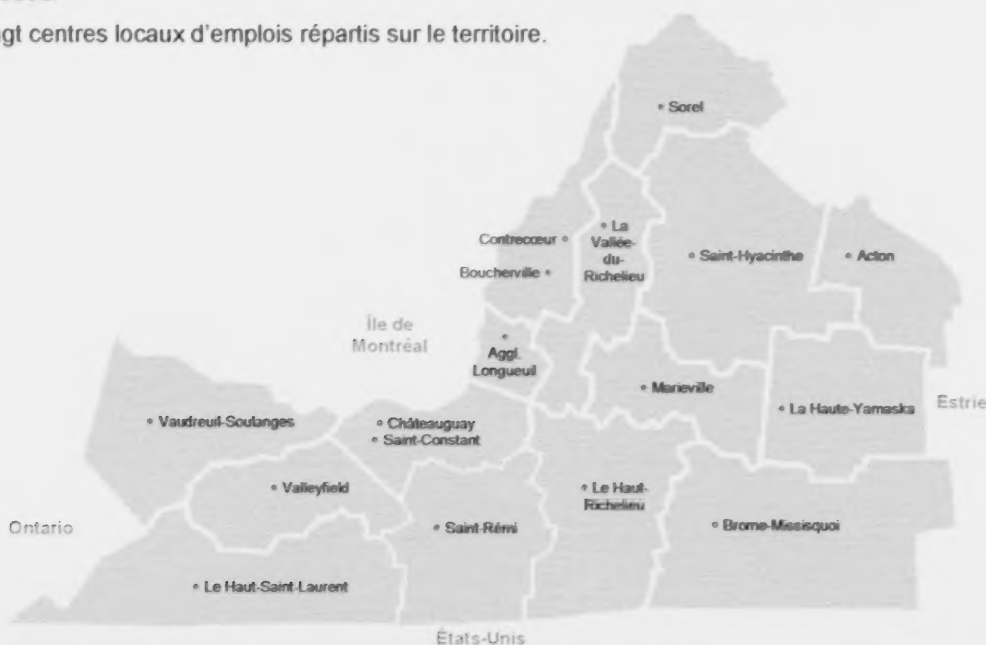 gt centres locaux d'emplois répartis sur le territoire.
Sorel
Contrecœur
La
Vallée-
du-
Richelieu
Saint-Hyacinthe
Acton
Boucherville
Île de
Montréal
Aggl.
Longueuil
Marieville
La Haute-Yamaska
Estrie
Vaudreuil-Soulanges
Châteauguay
Saint-Constant
Valleyfield
Le Haut-
Richelieu
Ontario
Saint-Rémi
Brome-Missisquoi
Le Haut-Saint-Laurent
États-Unis